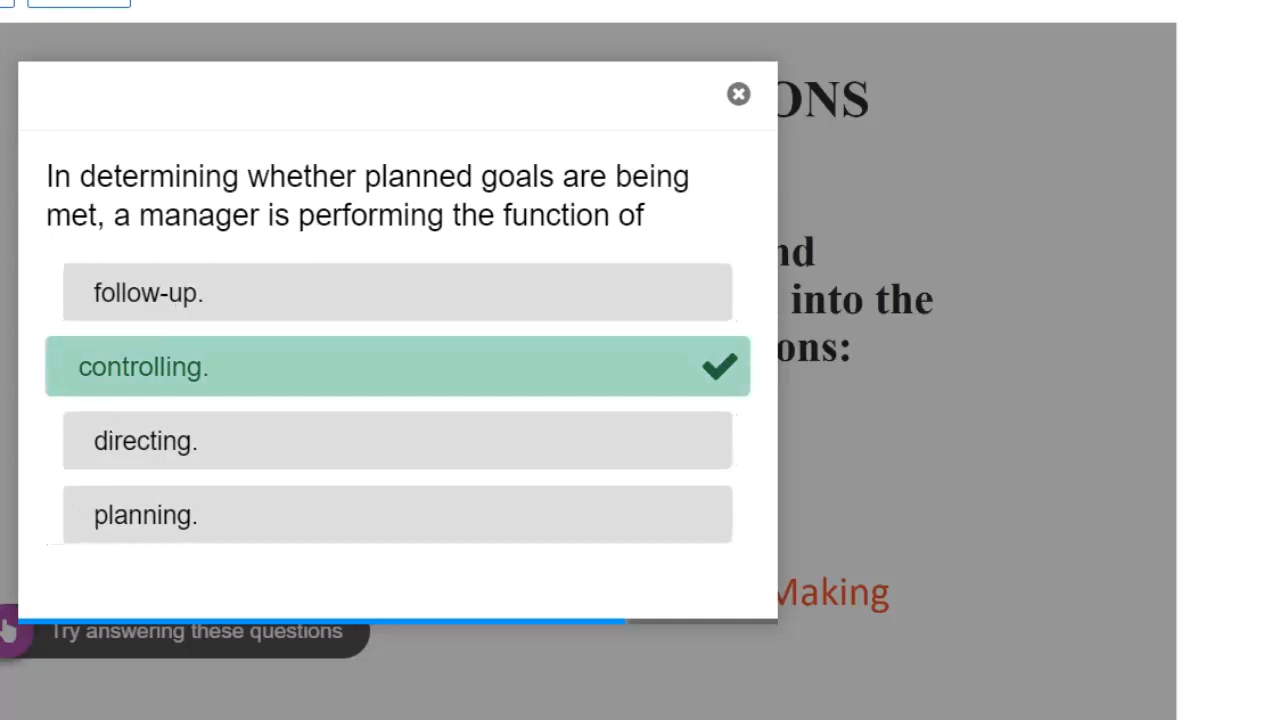 ONS
In determining whether planned goals are being
met, a manager is performing the function of
nd
into the
ons:
follow-up.
controlling.
directing.
planning.
Making
Try answering these questions